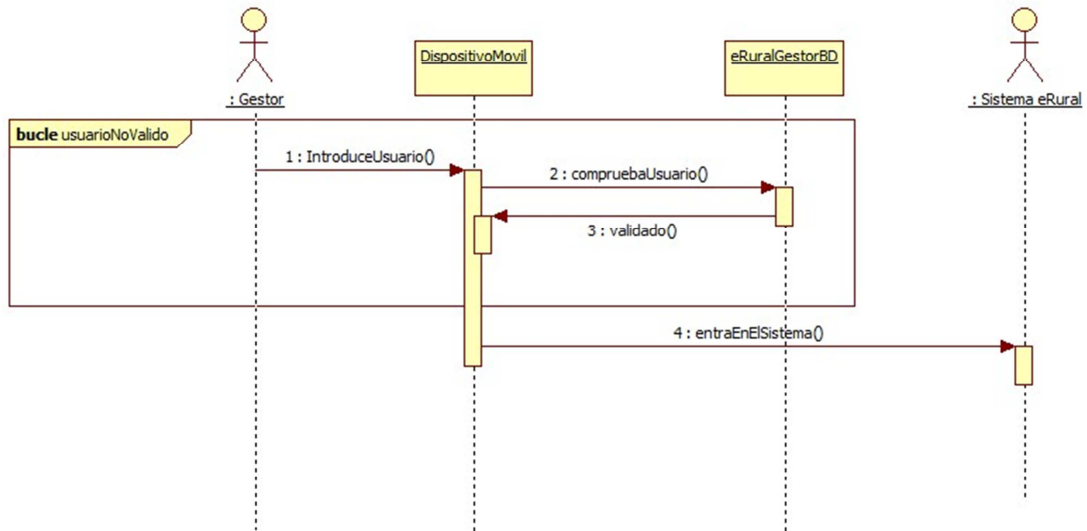 DispositivoMovil
eRuralGestorBD
: Gestor
: Sistema eRural
bucle usuarioNoValido
1 : IntroduceUsuario()
2 : compruebaUsuario()
3 : validado()
4 : entraEnElSistema()